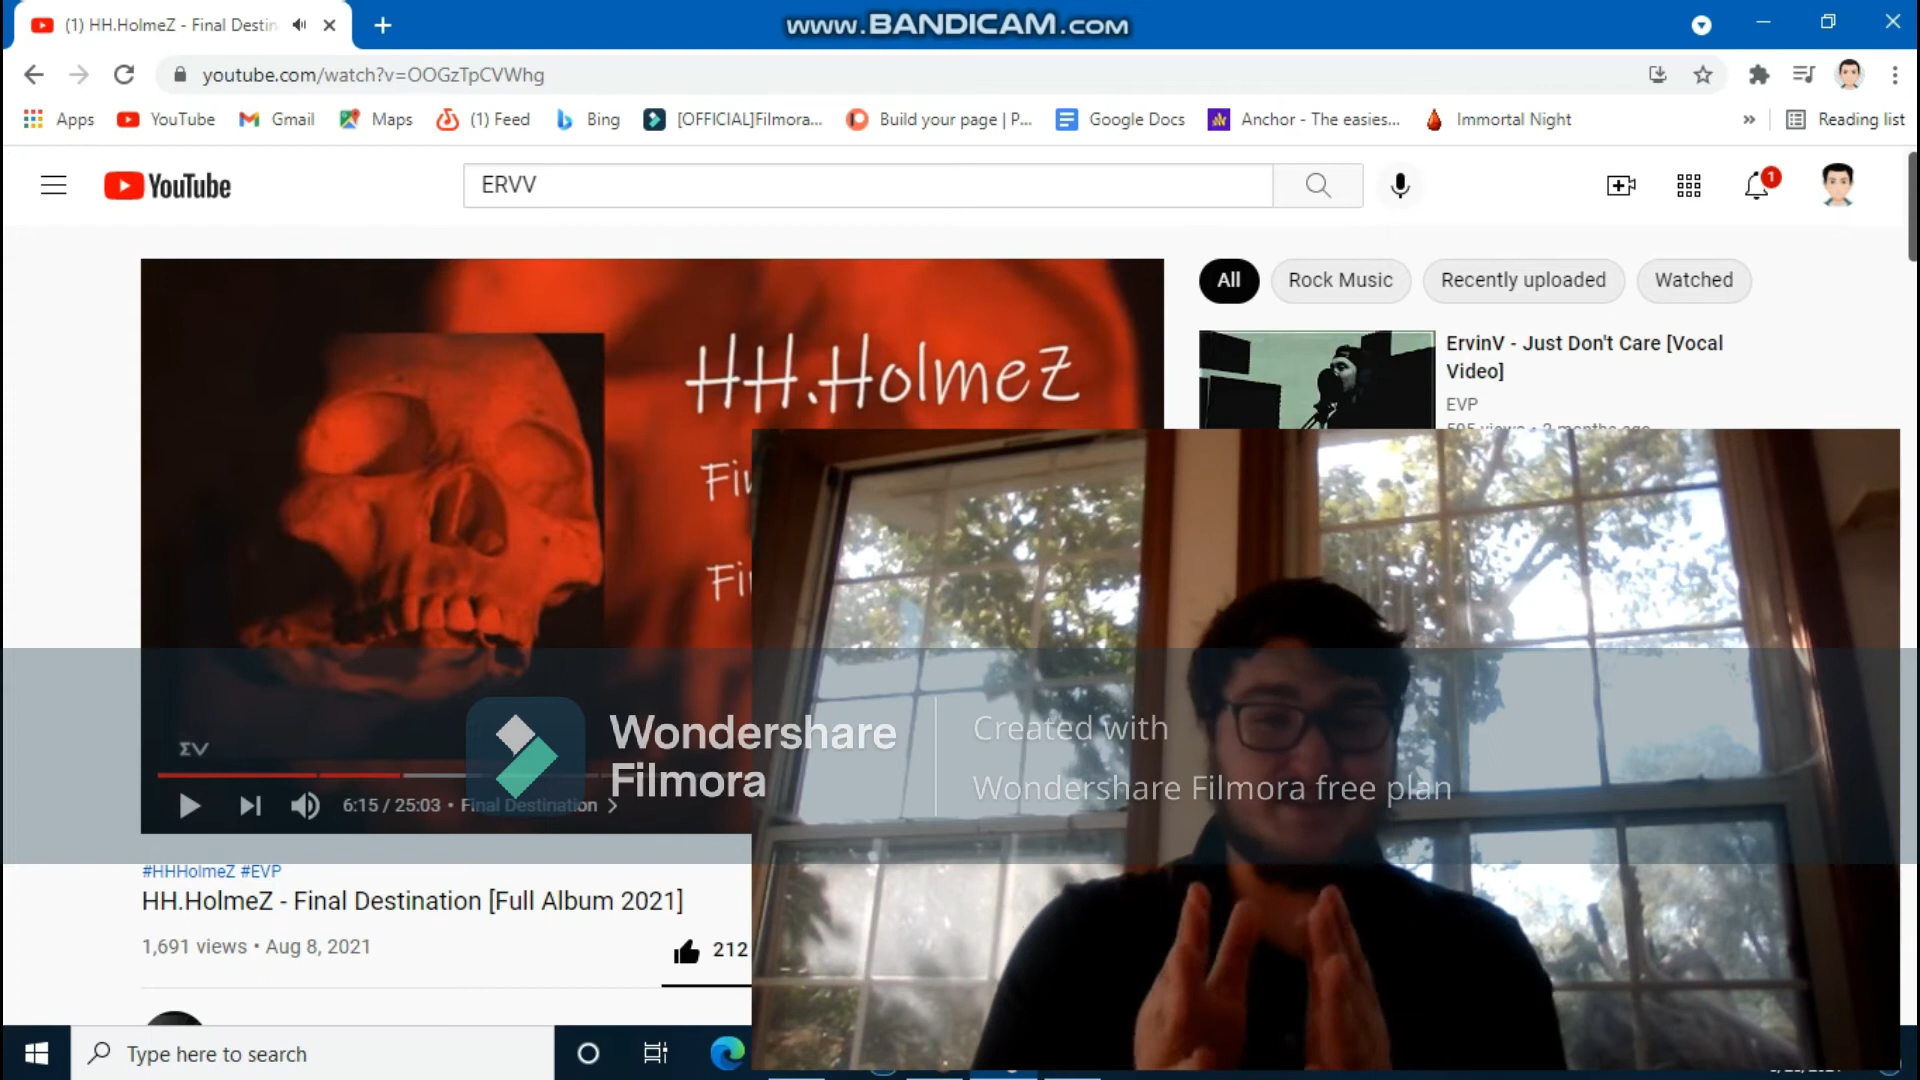 (1) HH.HolmeZ - Final Destin
www.BANDICAM.com
youtube.com/watch?v=OOGzTpCVWhg
Apps
YouTube
Gmail
Maps
(1) Feed
Bing
[OFFICIAL]Filmora...
Build your page | P...
Google Docs
Anchor - The easies...
Immortal Night
»
Reading list
YouTube
ERVV
1
All
Rock Music
Recently uploaded
Watched
HH.HolmeZ
ErvinV - Just Don't Care [Vocal
Video]
EVP
Fin
Fin
ΣV
6:15 / 25:03 • Final Destination
Wondershare
Filmora
Created with
Wondershare Filmora free plan
#HHHolmeZ #EVP
HH.HolmeZ - Final Destination [Full Album 2021]
1,691 views • Aug 8, 2021
212
Type here to search